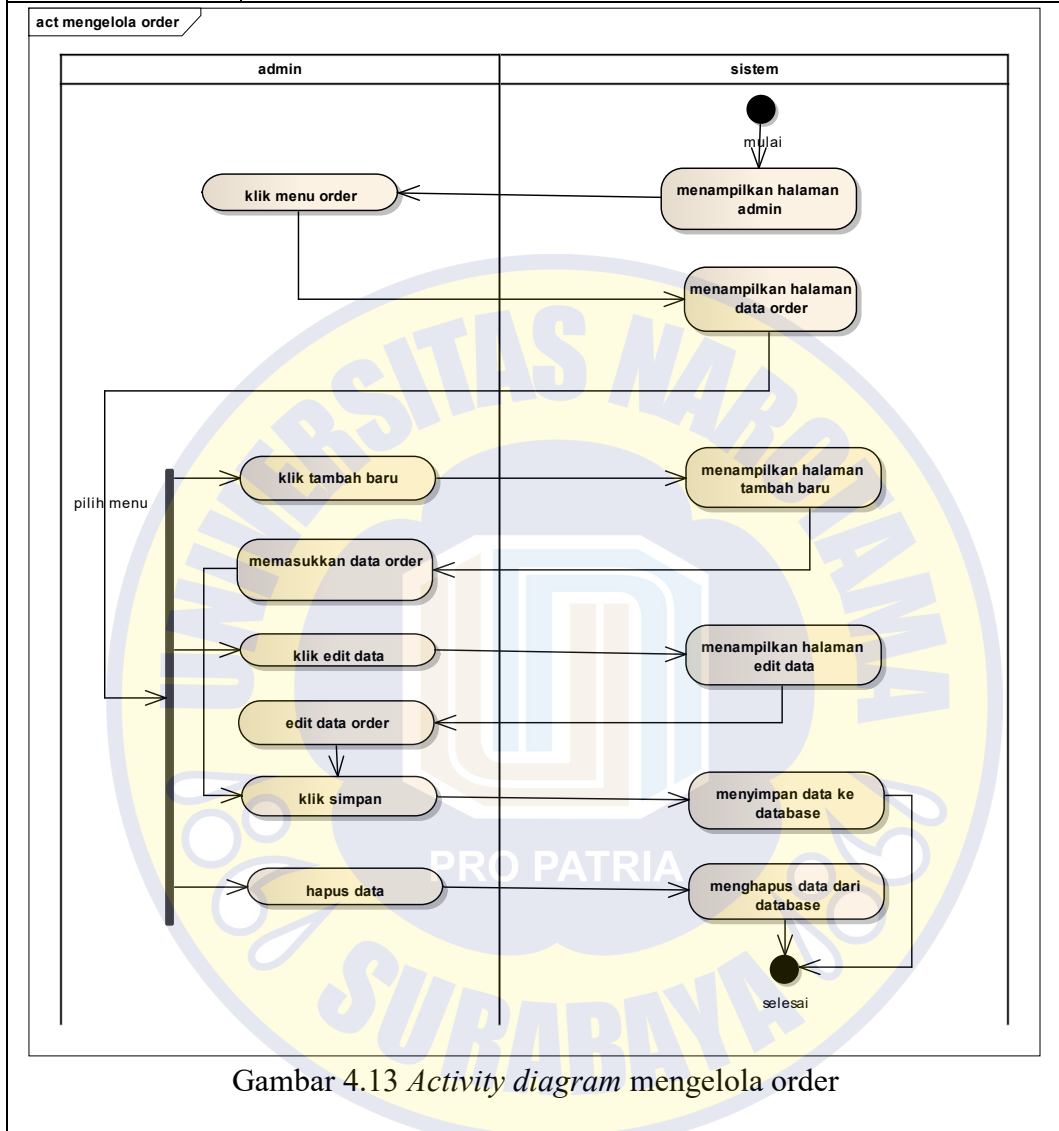 act mengelola order
admin
sistem
mulai
klik menu order
menampilkan halaman
admin
menampilkan halaman
data order
pilih menu
klik tambah baru
menampilkan halaman
tambah baru
memasukkan data order
klik edit data
menampilkan halaman
edit data
edit data order
klik simpan
menyimpan data ke
database
hapus data
menghapus data dari
database
selesai
UNIVERSITAS NAROTAMA
PRO PATRIA
SURABAYA
Gambar 4.13 Activity diagram mengelola order